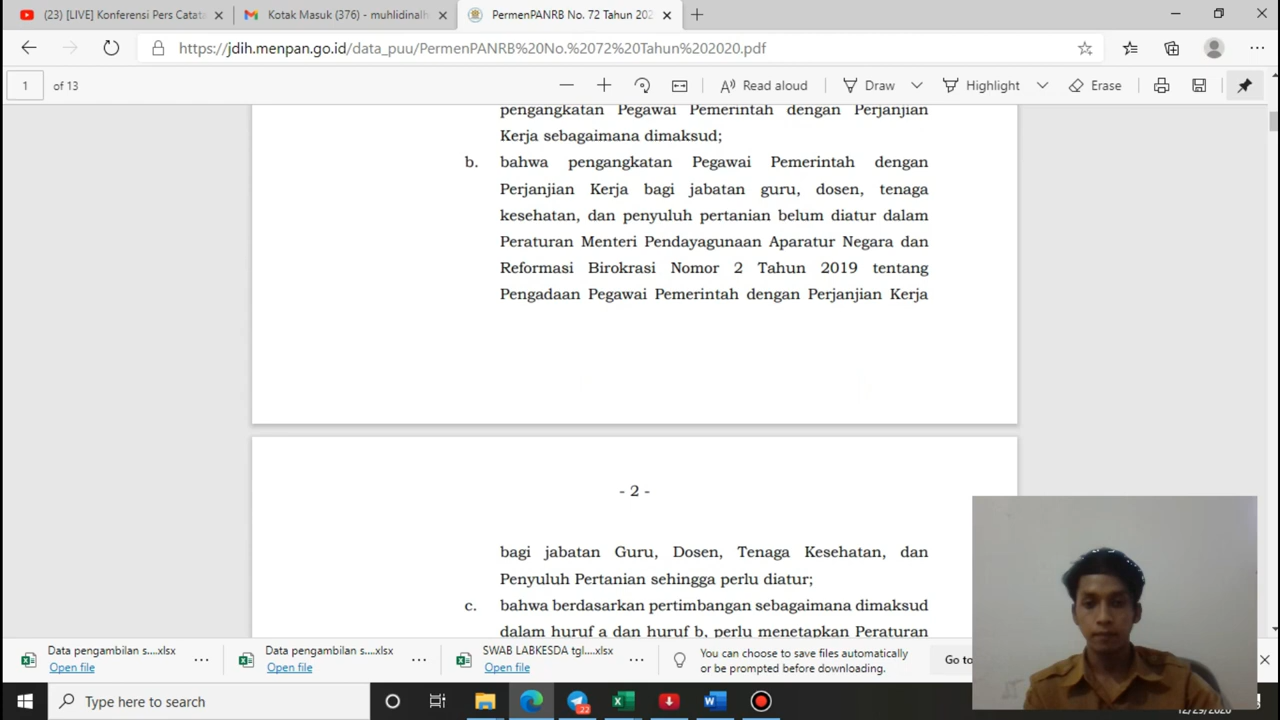 (23) [LIVE] Konferensi Pers Catata
Kotak Masuk (376) - muhlidinalh
PermenPANRB No. 72 Tahun 202
https://jdih.menpan.go.id/data_puu/PermenPANRB%20No.%2072%20Tahun%202020.pdf
1 of 13
Read aloud
Draw
Highlight
Erase
pengangkatan Pegawai Pemerintah dengan Perjanjian
Kerja sebagaimana dimaksud;
b. bahwa pengangkatan Pegawai Pemerintah dengan
Perjanjian Kerja bagi jabatan guru, dosen, tenaga
kesehatan, dan penyuluh pertanian belum diatur dalam
Peraturan Menteri Pendayagunaan Aparatur Negara dan
Reformasi Birokrasi Nomor 2 Tahun 2019 tentang
Pengadaan Pegawai Pemerintah dengan Perjanjian Kerja
- 2 -
bagi jabatan Guru, Dosen, Tenaga Kesehatan, dan
Penyuluh Pertanian sehingga perlu diatur;
c. bahwa berdasarkan pertimbangan sebagaimana dimaksud
dalam huruf a dan huruf b, perlu menetapkan Peraturan
Data pengambilan s....xlsx
Open file
Data pengambilan s....xlsx
Open file
SWAB LABKESDA tgl....xlsx
Open file
You can choose to save files automatically
or be prompted before downloading.
Go to
Type here to search
22
12/29/2020